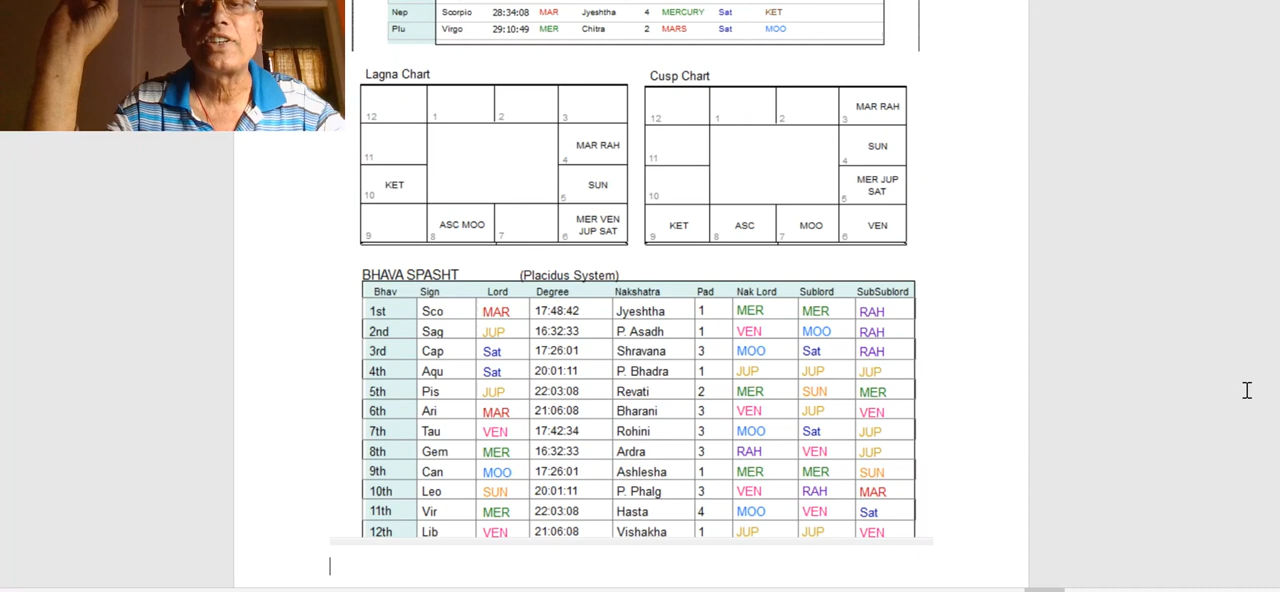 Nep Scorpio 28:34:08 MAR Jyeshtha 4 MERCURY Sat KET
Plu Virgo 29:10:49 MER Chitra 2 MARS Sat MOO
Lagna Chart Cusp Chart
12 1 2 3
MAR RAH
11 4
KET SUN
10 5
ASC MOO MER VEN
JUP SAT
9 8 7 6
MAR RAH
12 1 2 3
SUN
11 4
MER JUP
SAT
10 5
KET ASC MOO VEN
9 8 7 6
BHAVA SPASHT (Placidus System)
Bhav Sign Lord Degree Nakshatra Pad Nak Lord Sublord SubSublord
1st Sco MAR 17:48:42 Jyeshtha 1 MER MER RAH
2nd Sag JUP 16:32:33 P. Asadh 1 VEN MOO RAH
3rd Cap Sat 17:26:01 Shravana 3 MOO Sat RAH
4th Aqu Sat 20:01:11 P. Bhadra 1 JUP JUP JUP
5th Pis JUP 22:03:08 Revati 2 MER SUN MER
6th Ari MAR 21:06:08 Bharani 3 VEN JUP VEN
7th Tau VEN 17:42:34 Rohini 3 MOO Sat JUP
8th Gem MER 16:32:33 Ardra 3 RAH VEN JUP
9th Can MOO 17:26:01 Ashlesha 1 MER MER SUN
10th Leo SUN 20:01:11 P. Phalg 3 VEN RAH MAR
11th Vir MER 22:03:08 Hasta 4 MOO VEN Sat
12th Lib VEN 21:06:08 Vishakha 1 JUP JUP VEN